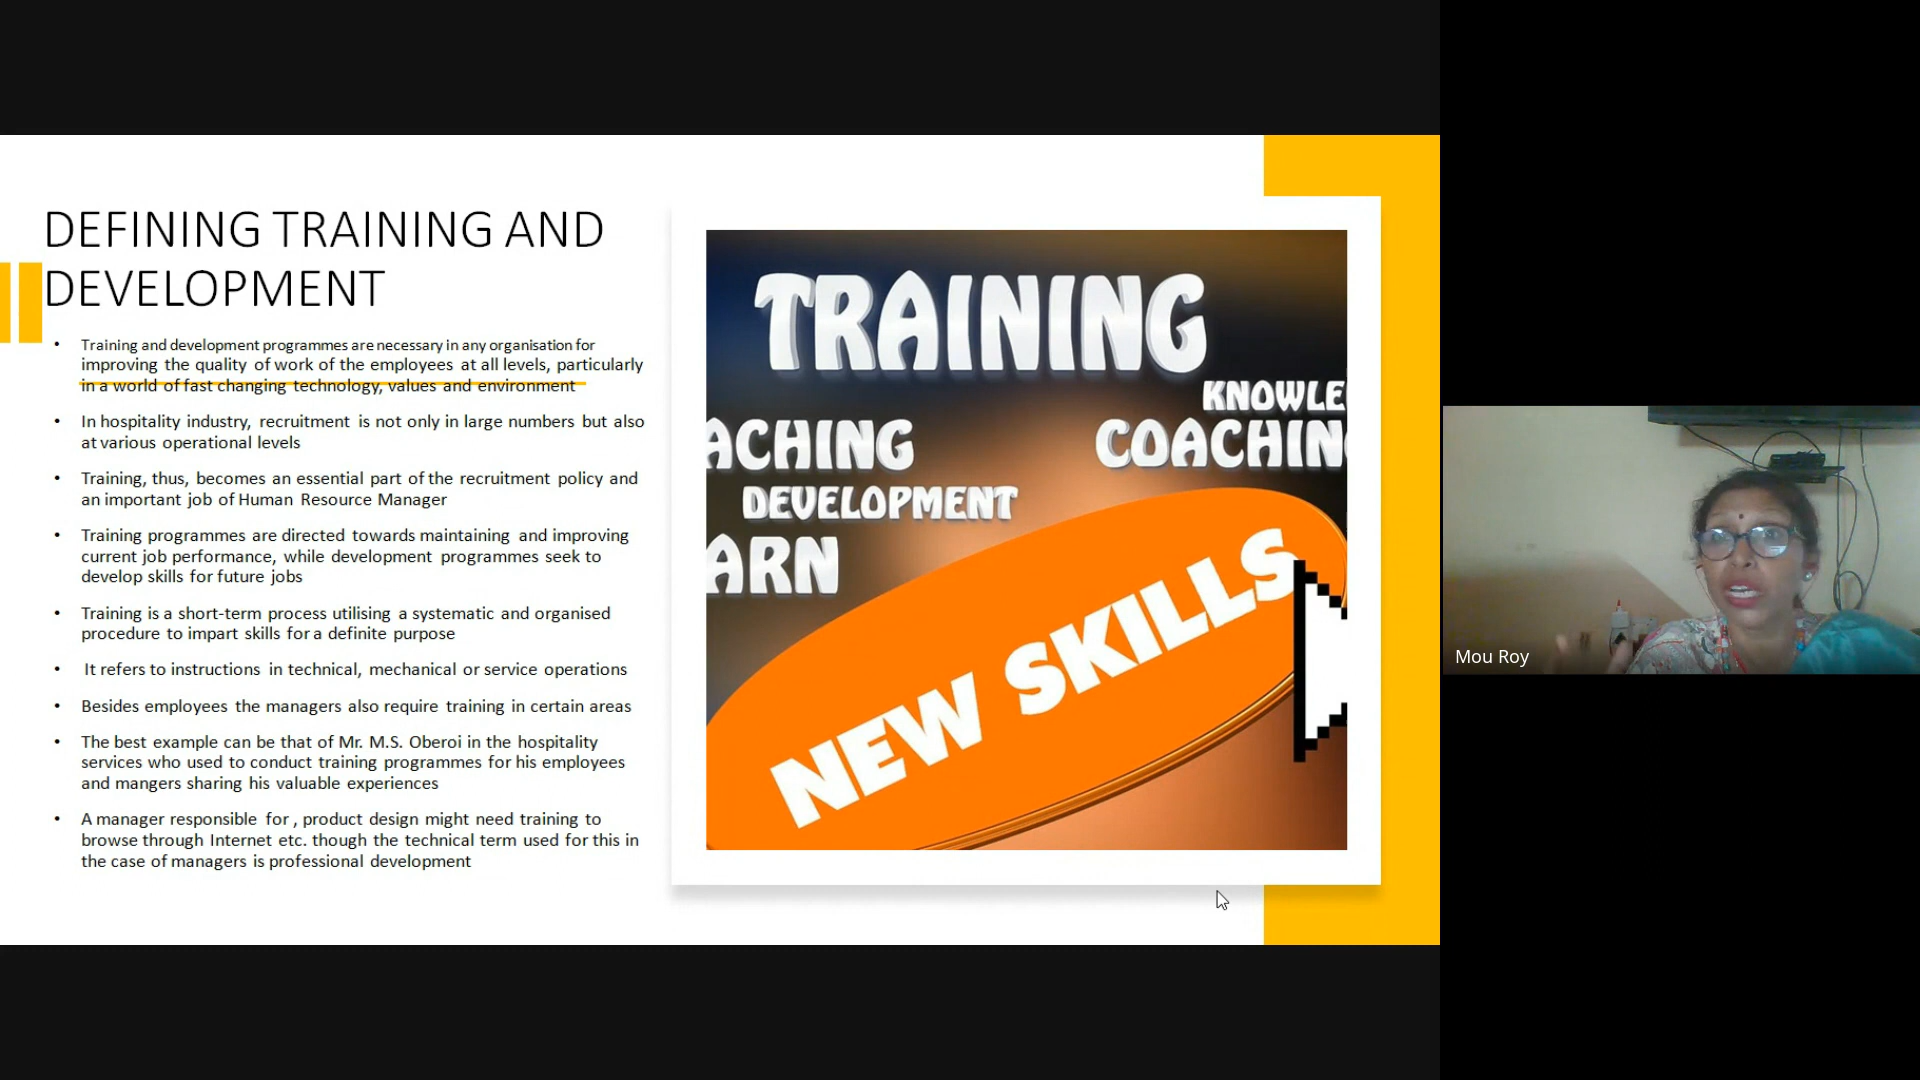 DEFINING TRAINING AND
DEVELOPMENT
• Training and development programmes are necessary in any organisation for
improving the quality of work of the employees at all levels, particularly
in a world of fast changing technology, values and environment
• In hospitality industry, recruitment is not only in large numbers but also
at various operational levels
• Training, thus, becomes an essential part of the recruitment policy and
an important job of Human Resource Manager
• Training programmes are directed towards maintaining and improving
current job performance, while development programmes seek to
develop skills for future jobs
• Training is a short-term process utilising a systematic and organised
procedure to impart skills for a definite purpose
• It refers to instructions in technical, mechanical or service operations
• Besides employees the managers also require training in certain areas
• The best example can be that of Mr. M.S. Oberoi in the hospitality
services who used to conduct training programmes for his employees
and mangers sharing his valuable experiences
• A manager responsible for , product design might need training to
browse through Internet etc. though the technical term used for this in
the case of managers is professional development
TRAINING
KNOWLE
ACHING
COACHING
DEVELOPMENT
ARN
NEW SKILLS
Mou Roy